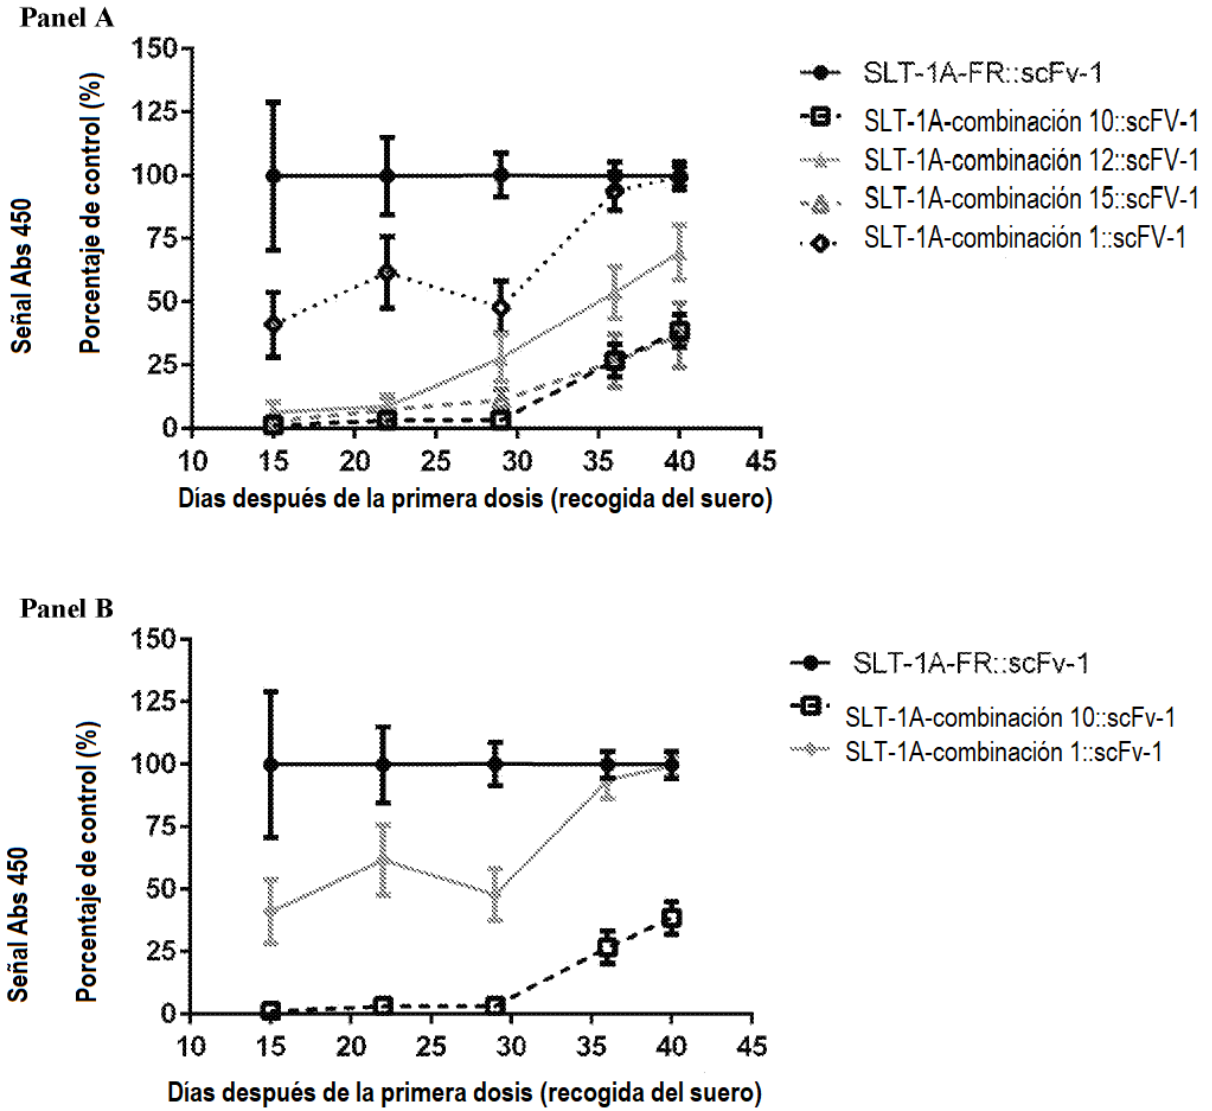 Panel A
150
125
100
75
50
25
0
Señal Abs 450
Porcentaje de control (%)
10 15 20 25 30 35 40 45
Días después de la primera dosis (recogida del suero)
SLT-1A-FR::scFv-1
SLT-1A-combinación 10::scFV-1
SLT-1A-combinación 12::scFV-1
SLT-1A-combinación 15::scFV-1
SLT-1A-combinación 1::scFV-1
Panel B
150
125
100
75
50
25
0
Señal Abs 450
Porcentaje de control (%)
10 15 20 25 30 35 40 45
Días después de la primera dosis (recogida del suero)
SLT-1A-FR::scFv-1
SLT-1A-combinación 10::scFv-1
SLT-1A-combinación 1::scFv-1